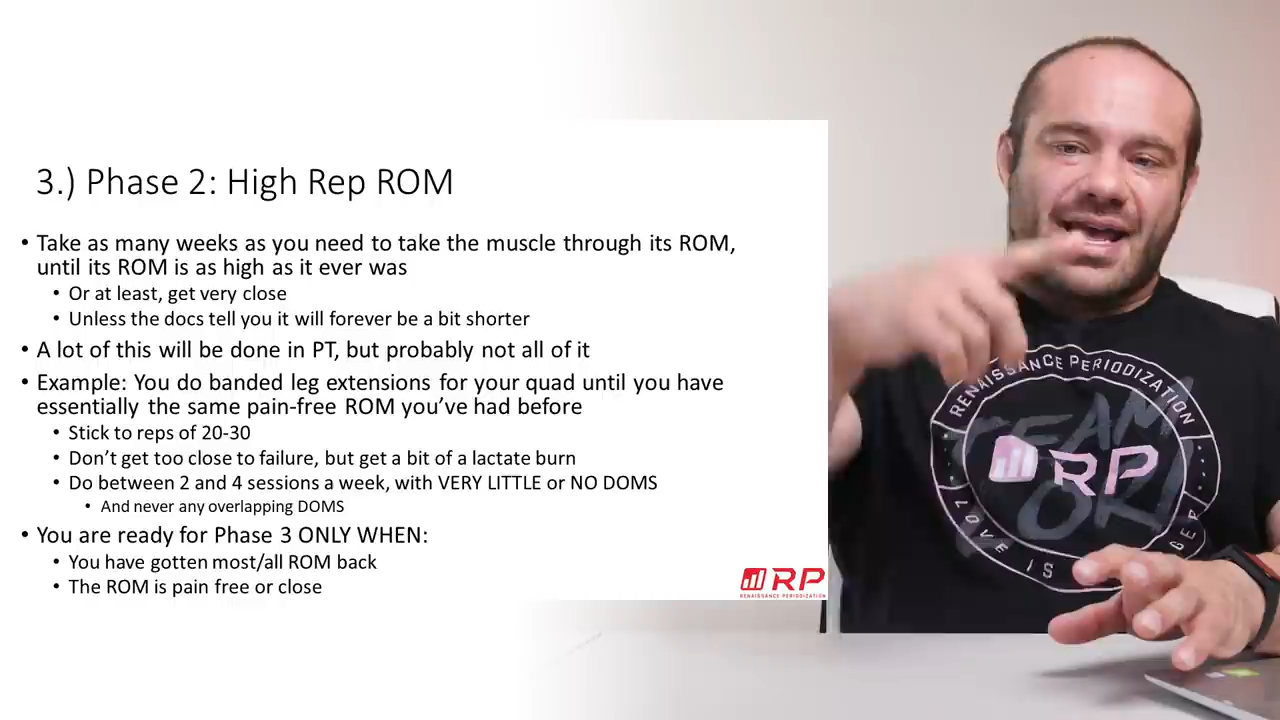 3.) Phase 2: High Rep ROM
• Take as many weeks as you need to take the muscle through its ROM,
until its ROM is as high as it ever was
• Or at least, get very close
• Unless the docs tell you it will forever be a bit shorter
• A lot of this will be done in PT, but probably not all of it
• Example: You do banded leg extensions for your quad until you have
essentially the same pain-free ROM you’ve had before
• Stick to reps of 20-30
• Don’t get too close to failure, but get a bit of a lactate burn
• Do between 2 and 4 sessions a week, with VERY LITTLE or NO DOMS
• And never any overlapping DOMS
• You are ready for Phase 3 ONLY WHEN:
• You have gotten most/all ROM back
• The ROM is pain free or close
RP
RENAISSANCE PERIODIZATION
RENAISSANCE PERIODIZATION
TEAM
RP
LOVE IS
GER